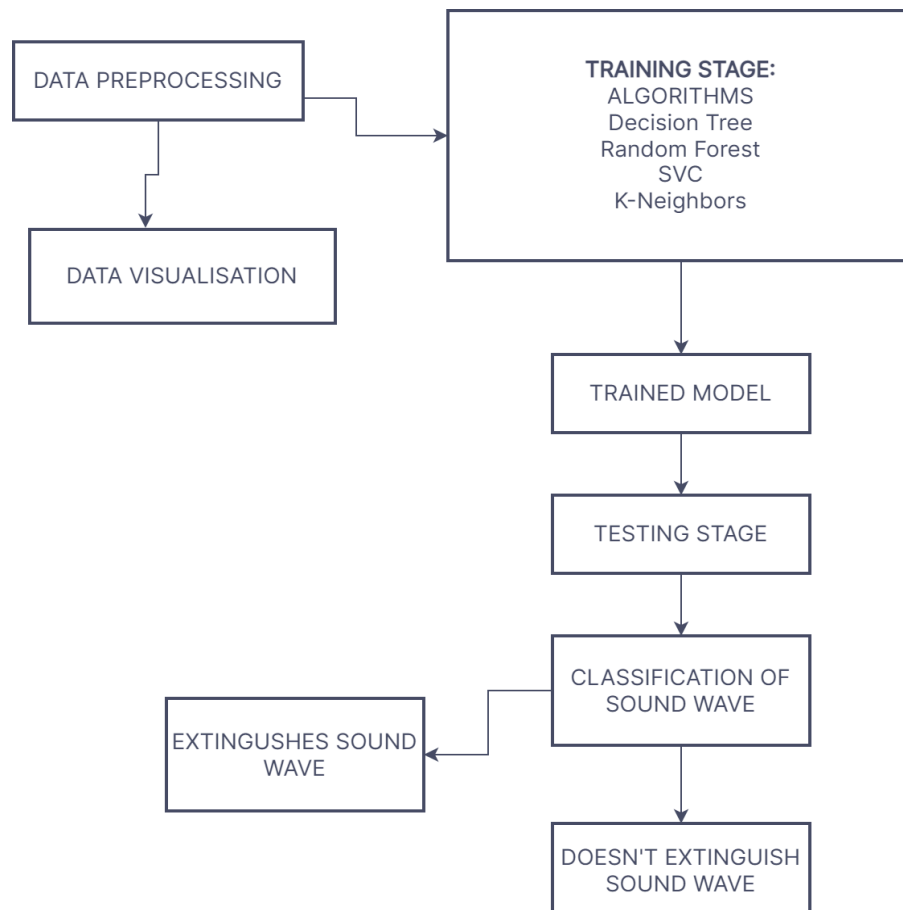 DATA PREPROCESSING
DATA VISUALISATION
TRAINING STAGE:
ALGORITHMS
Decision Tree
Random Forest
SVC
K-Neighbors
TRAINED MODEL
TESTING STAGE
CLASSIFICATION OF
SOUND WAVE
EXTINGUSHES SOUND
WAVE
DOESN'T EXTINGUISH
SOUND WAVE